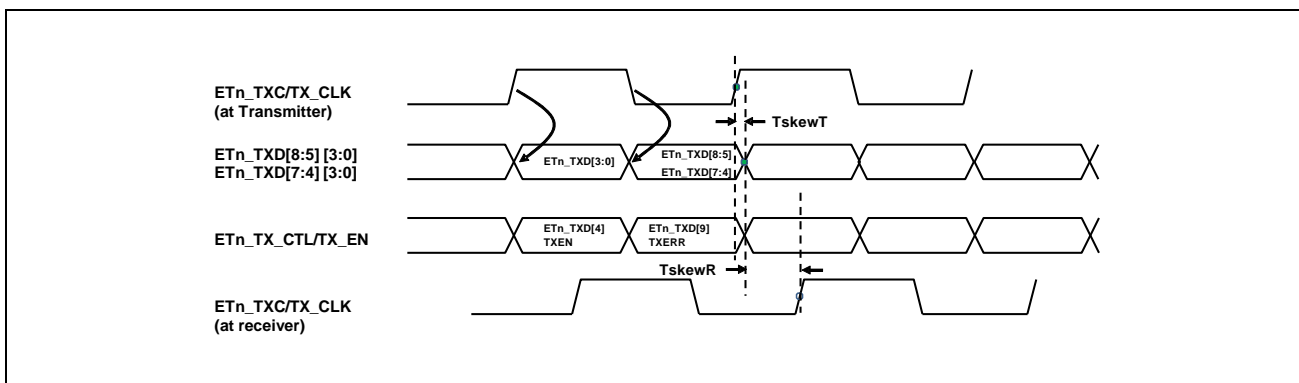 ETn_TXC/TX_CLK
(at Transmitter)
TskewT
ETn_TXD[8:5] [3:0]
ETn_TXD[7:4] [3:0]
ETn_TXD[3:0]
ETn_TXD[8:5]
ETn_TXD[7:4]
ETn_TX_CTL/TX_EN
ETn_TXD[4]
TXEN
ETn_TXD[9]
TXERR
TskewR
ETn_TXC/TX_CLK
(at receiver)